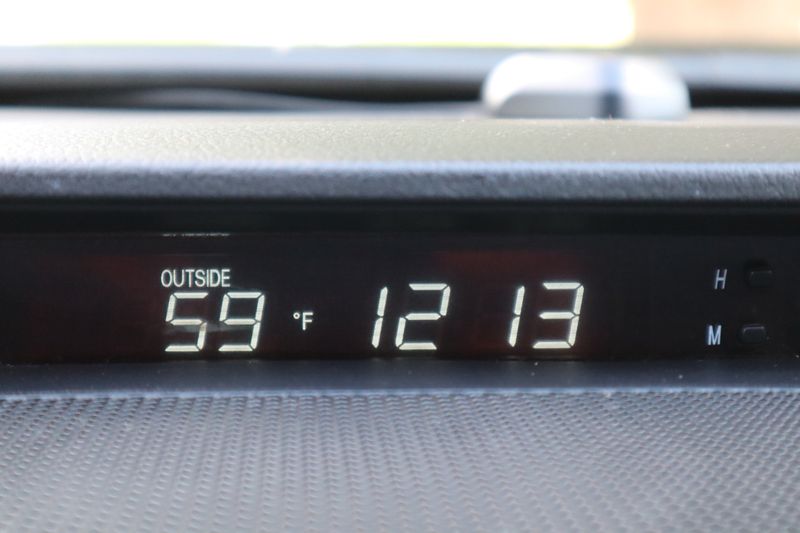 OUTSIDE
59 °F 12 13
H
M